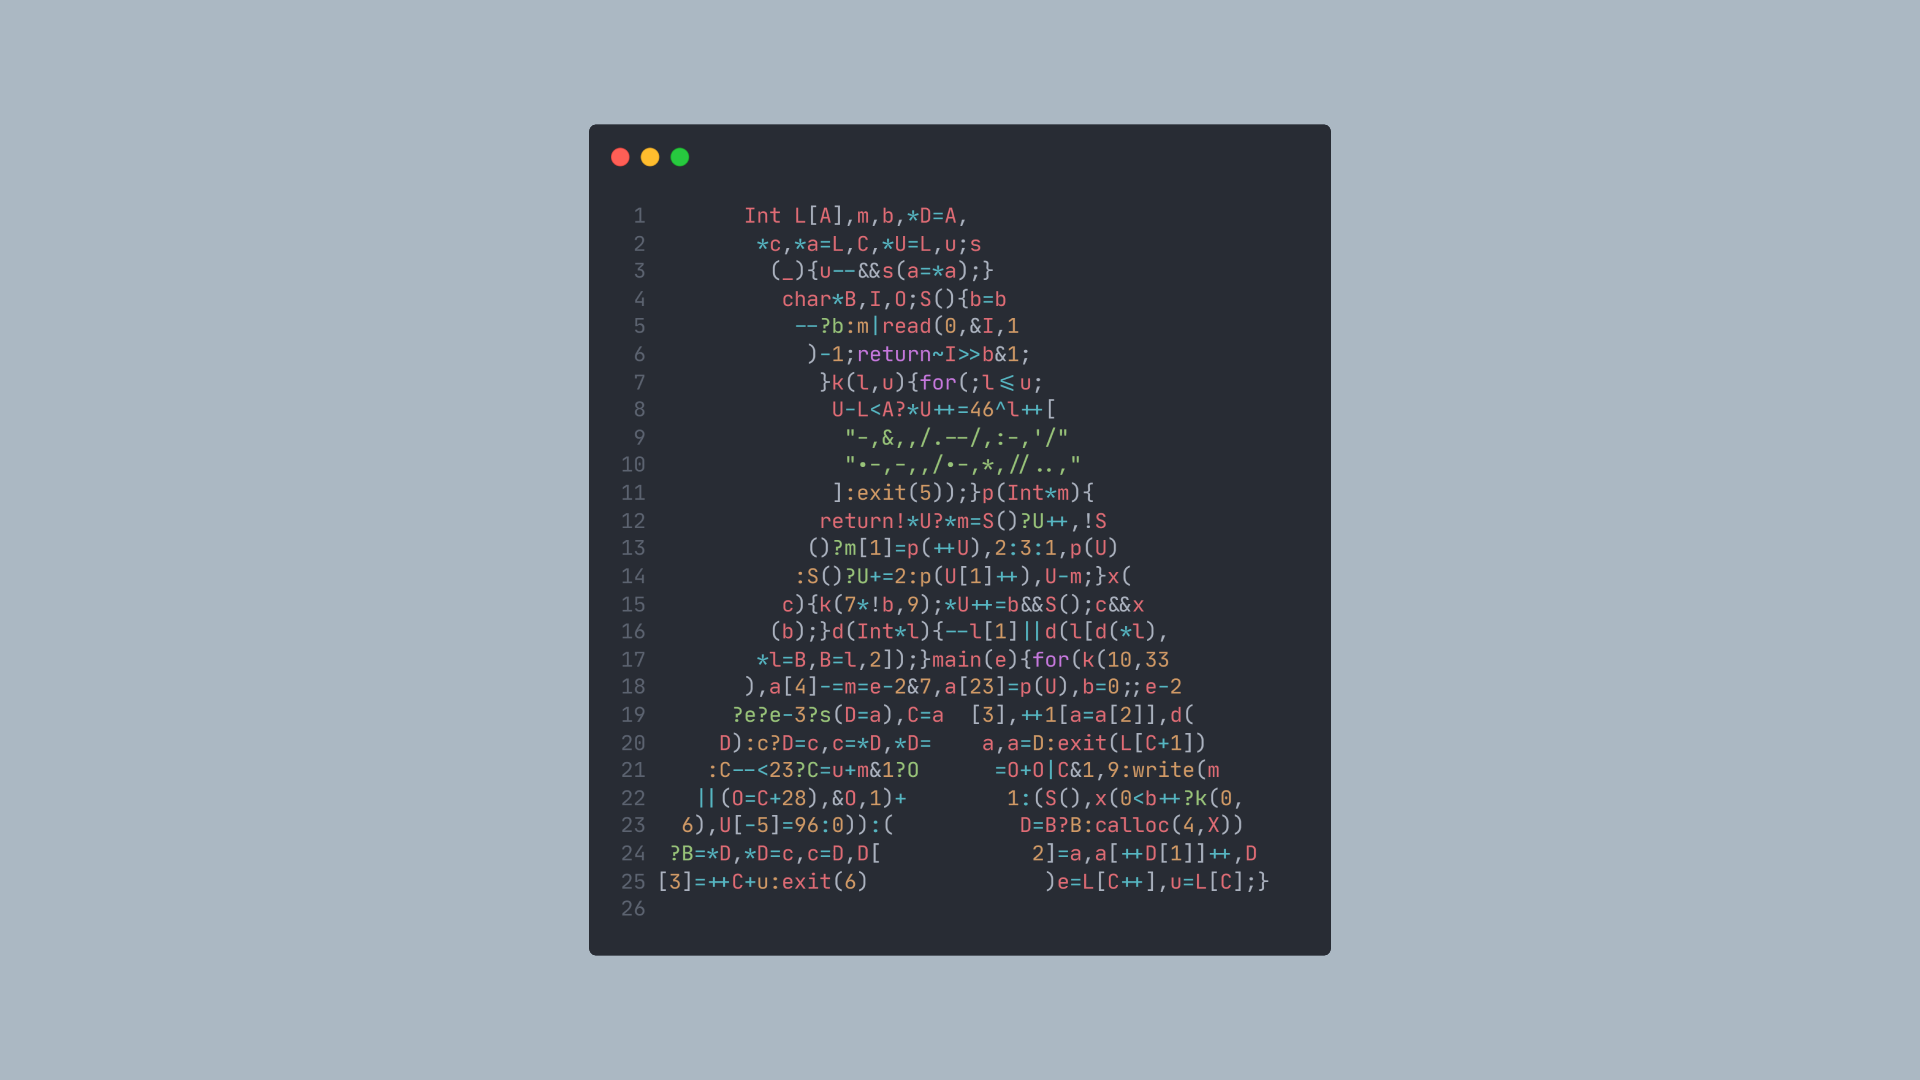 1 Int L[A],m,b,*D=A,
2 *c,*a=L,C,*U=L,u;s
3 (_){u--&&s(a=*a);}
4 char*B,I,O;S(){b=b
5 --?b:m|read(0,&I,1
6 )-1;return~I>>b&1;
7 }k(l,u){for(;l<=u;
8 U-L<A?*U++=46^l++[
9 "-,&,,/.--/,:-,'/"
10 "•-,-,,/•-,*,//..,"
11 ]:exit(5));}p(Int*m){
12 return!*U?*m=S()?U++,!S
13 ()?m[1]=p(++U),2:3:1,p(U)
14 :S()?U+=2:p(U[1]++),U-m;}x(
15 c){k(7*!b,9);*U++=b&&S();c&&x
16 (b);}d(Int*l){--l[1]||d(l[d(*l),
17 *l=B,B=l,2]);}main(e){for(k(10,33
18 ),a[4]-=m=e-2&7,a[23]=p(U),b=0;;e-2
19 ?e?e-3?s(D=a),C=a [3],++1[a=a[2]],d(
20 D):c?D=c,c=*D,*D= a,a=D:exit(L[C+1])
21 :C--<23?C=u+m&1?O =O+O|C&1,9:write(m
22 ||(O=C+28),&O,1)+ 1:(S(),x(0<b++?k(0,
23 6),U[-5]=96:0)):( D=B?B:calloc(4,X))
24 ?B=*D,*D=c,c=D,D[ 2]=a,a[++D[1]]++,D
25 [3]=++C+u:exit(6) )e=L[C++],u=L[C];}
26